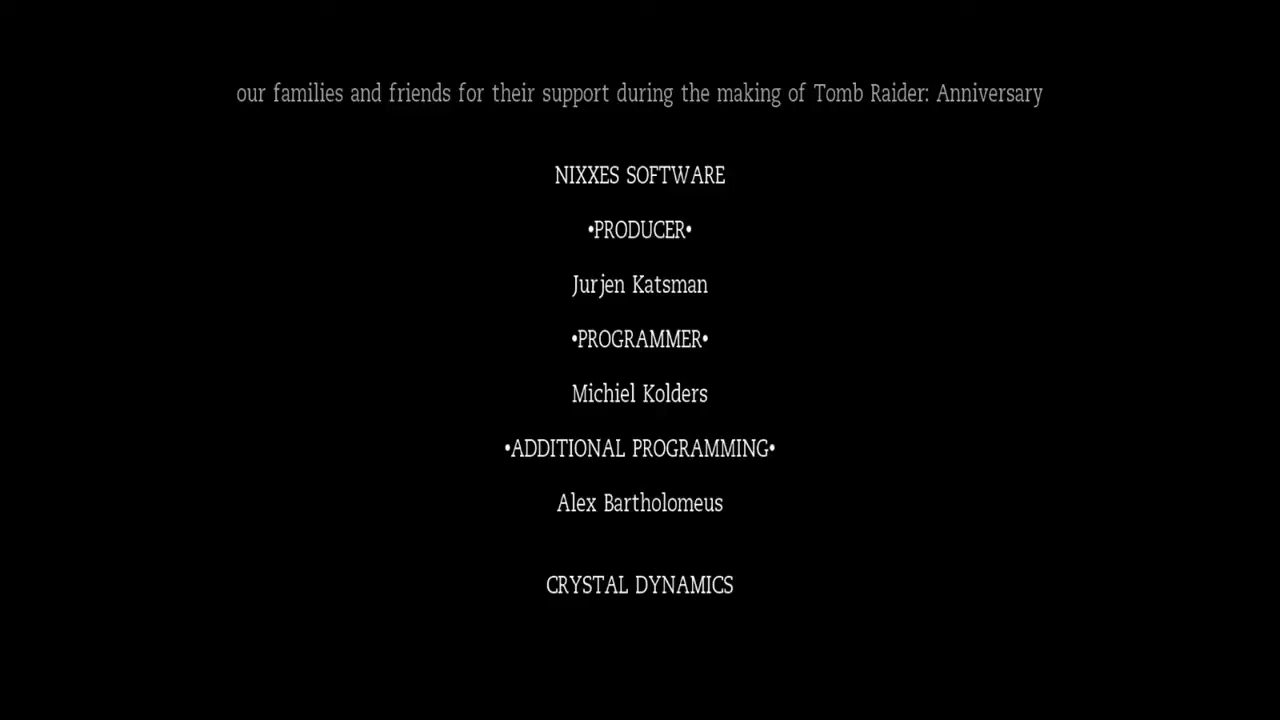 our families and friends for their support during the making of Tomb Raider: Anniversary
NIXXES SOFTWARE
•PRODUCER•
Jurjen Katsman
•PROGRAMMER•
Michiel Kolders
•ADDITIONAL PROGRAMMING•
Alex Bartholomeus
CRYSTAL DYNAMICS